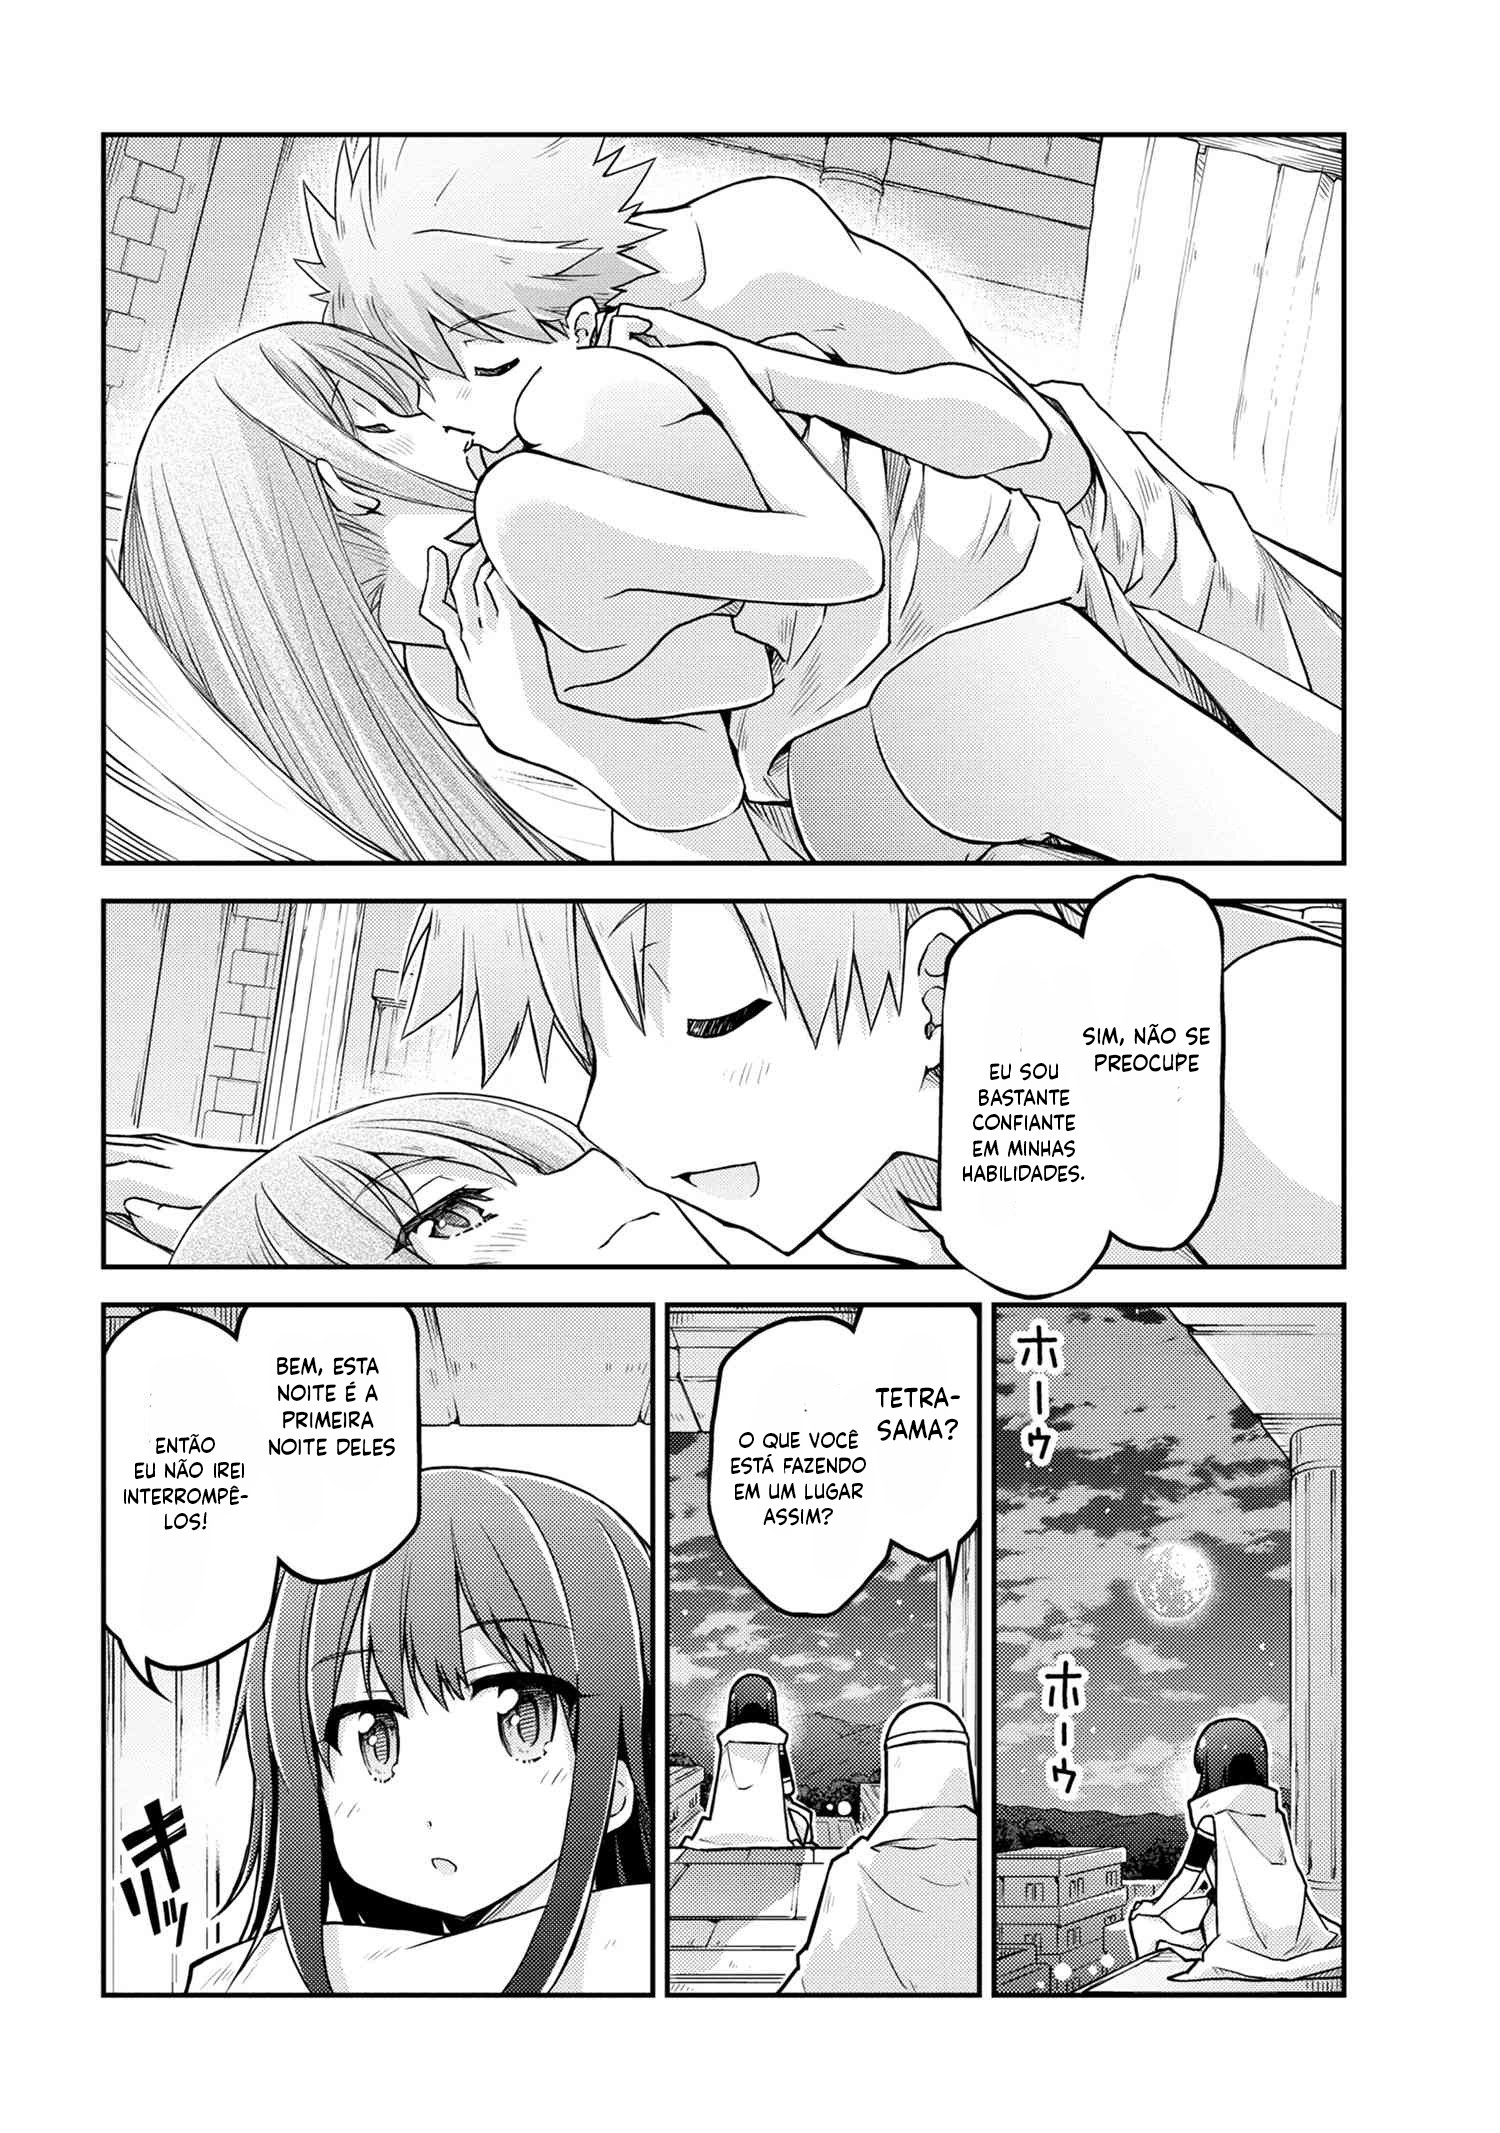 SIM, NÃO SE
PREOCUPE
EU SOU
BASTANTE
CONFIANTE
EM MINHAS
HABILIDADES.
ホーゥ
ホーゥ
TETRA-
SAMA?
O QUE VOCÊ
ESTÁ FAZENDO
EM UM LUGAR
ASSIM?
BEM, ESTA
NOITE É A
PRIMEIRA
NOITE DELES
ENTÃO
EU NÃO IREI
INTERROMPÊ-
LOS!
キリッ